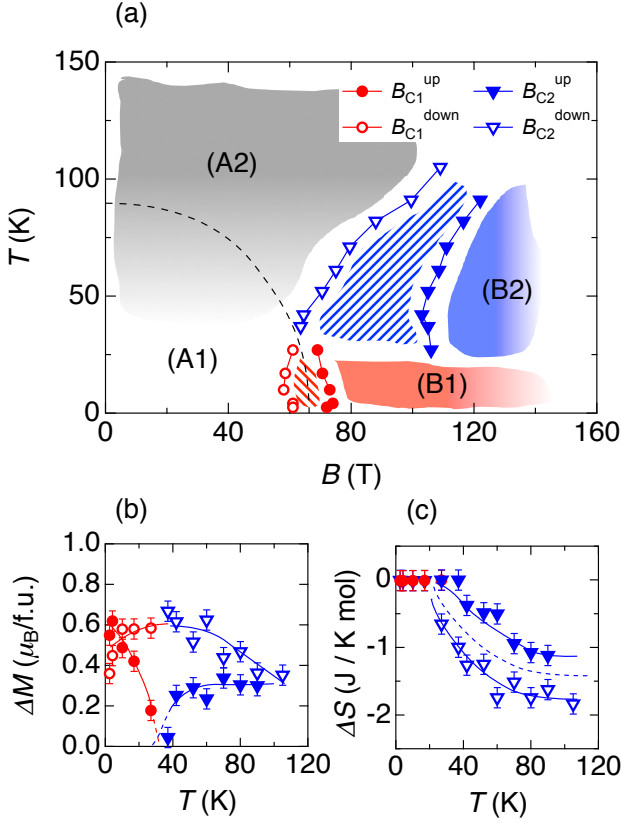 (a)
150
100
50
0
T (K)
B_C1^up B_C2^up
B_C1^down B_C2^down
(A2)
(A1)
(B2)
(B1)
0 40 80 120 160
B (T)
(b)
1.0
0.8
0.6
0.4
0.2
0.0
ΔM (μ_B/f.u.)
0 40 80 120
T (K)
(c)
0
-1
-2
ΔS (J / K mol)
0 40 80 120
T (K)